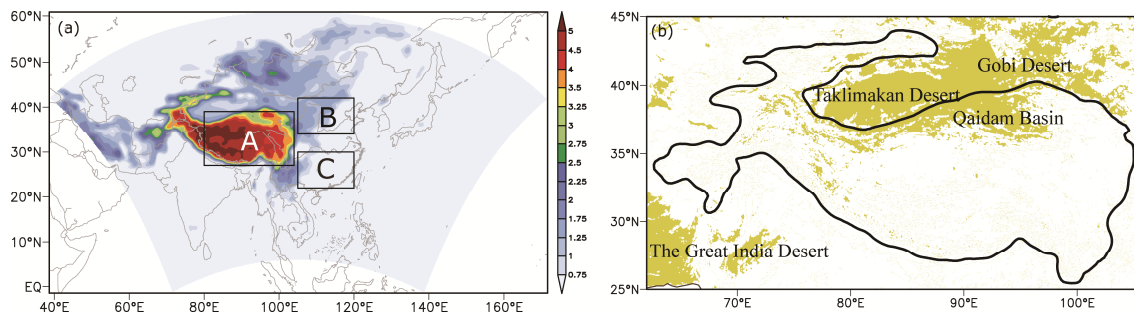 (a)
60°N
50°N
40°N
30°N
20°N
10°N
EQ
40°E 60°E 80°E 100°E 120°E 140°E 160°E
A
B
C
5
4.5
4
3.5
3.25
3
2.75
2.5
2.25
2
1.75
1.5
1.25
1
0.75
(b)
45°N
40°N
35°N
30°N
25°N
70°E 80°E 90°E 100°E
Gobi Desert
Taklimakan Desert
Qaidam Basin
The Great India Desert